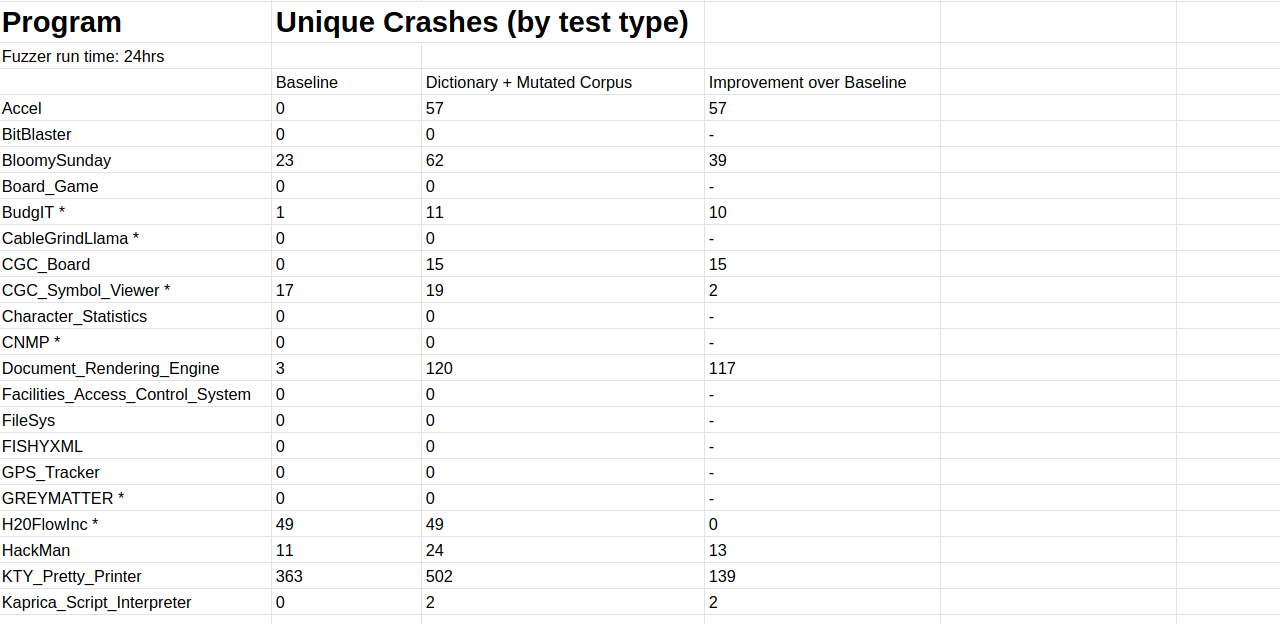 Program Unique Crashes (by test type)
Fuzzer run time: 24hrs
Baseline Dictionary + Mutated Corpus Improvement over Baseline
Accel 0 57 57
BitBlaster 0 0 -
BloomySunday 23 62 39
Board_Game 0 0 -
BudgIT * 1 11 10
CableGrindLlama * 0 0 -
CGC_Board 0 15 15
CGC_Symbol_Viewer * 17 19 2
Character_Statistics 0 0 -
CNMP * 0 0 -
Document_Rendering_Engine 3 120 117
Facilities_Access_Control_System 0 0 -
FileSys 0 0 -
FISHYXML 0 0 -
GPS_Tracker 0 0 -
GREYMATTER * 0 0 -
H20FlowInc * 49 49 0
HackMan 11 24 13
KTY_Pretty_Printer 363 502 139
Kaprica_Script_Interpreter 0 2 2